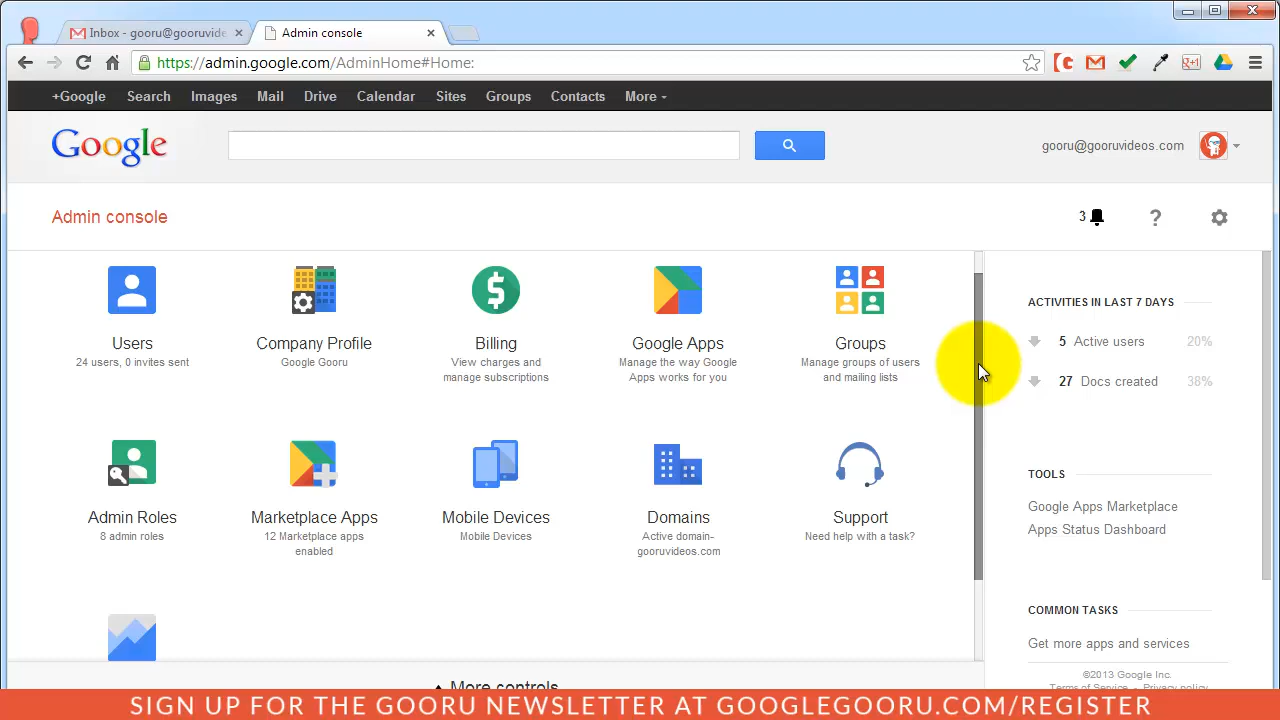 Inbox - gooru@gooruvide
Admin console
https://admin.google.com/AdminHome#Home:
+Google Search Images Mail Drive Calendar Sites Groups Contacts More
Google
gooru@gooruvideos.com
Admin console
3
?
Users
24 users, 0 invites sent
Company Profile
Google Gooru
$
Billing
View charges and
manage subscriptions
Google Apps
Manage the way Google
Apps works for you
Groups
Manage groups of users
and mailing lists
Admin Roles
8 admin roles
Marketplace Apps
12 Marketplace apps
enabled
Mobile Devices
Mobile Devices
Domains
Active domain-
gooruvideos.com
Support
Need help with a task?
More controls
ACTIVITIES IN LAST 7 DAYS
5 Active users 20%
27 Docs created 38%
TOOLS
Google Apps Marketplace
Apps Status Dashboard
COMMON TASKS
Get more apps and services
©2013 Google Inc.
Terms of Service - Privacy policy
SIGN UP FOR THE GOORU NEWSLETTER AT GOOGLEGOORU.COM/REGISTER